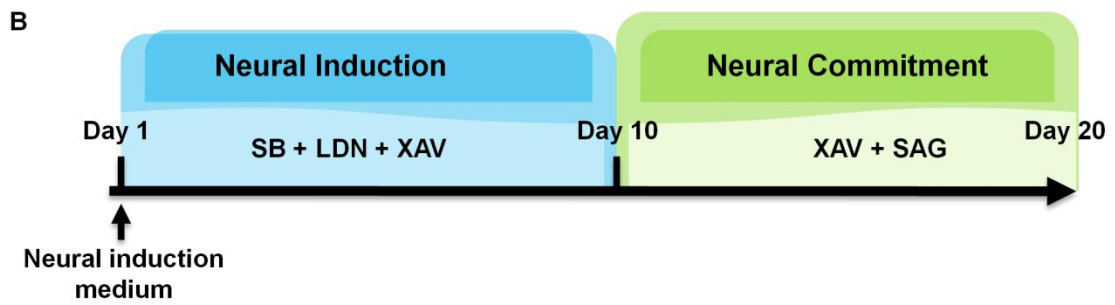 B
Neural Induction
Neural Commitment
Day 1
Day 10
Day 20
SB + LDN + XAV
XAV + SAG
Neural induction
medium